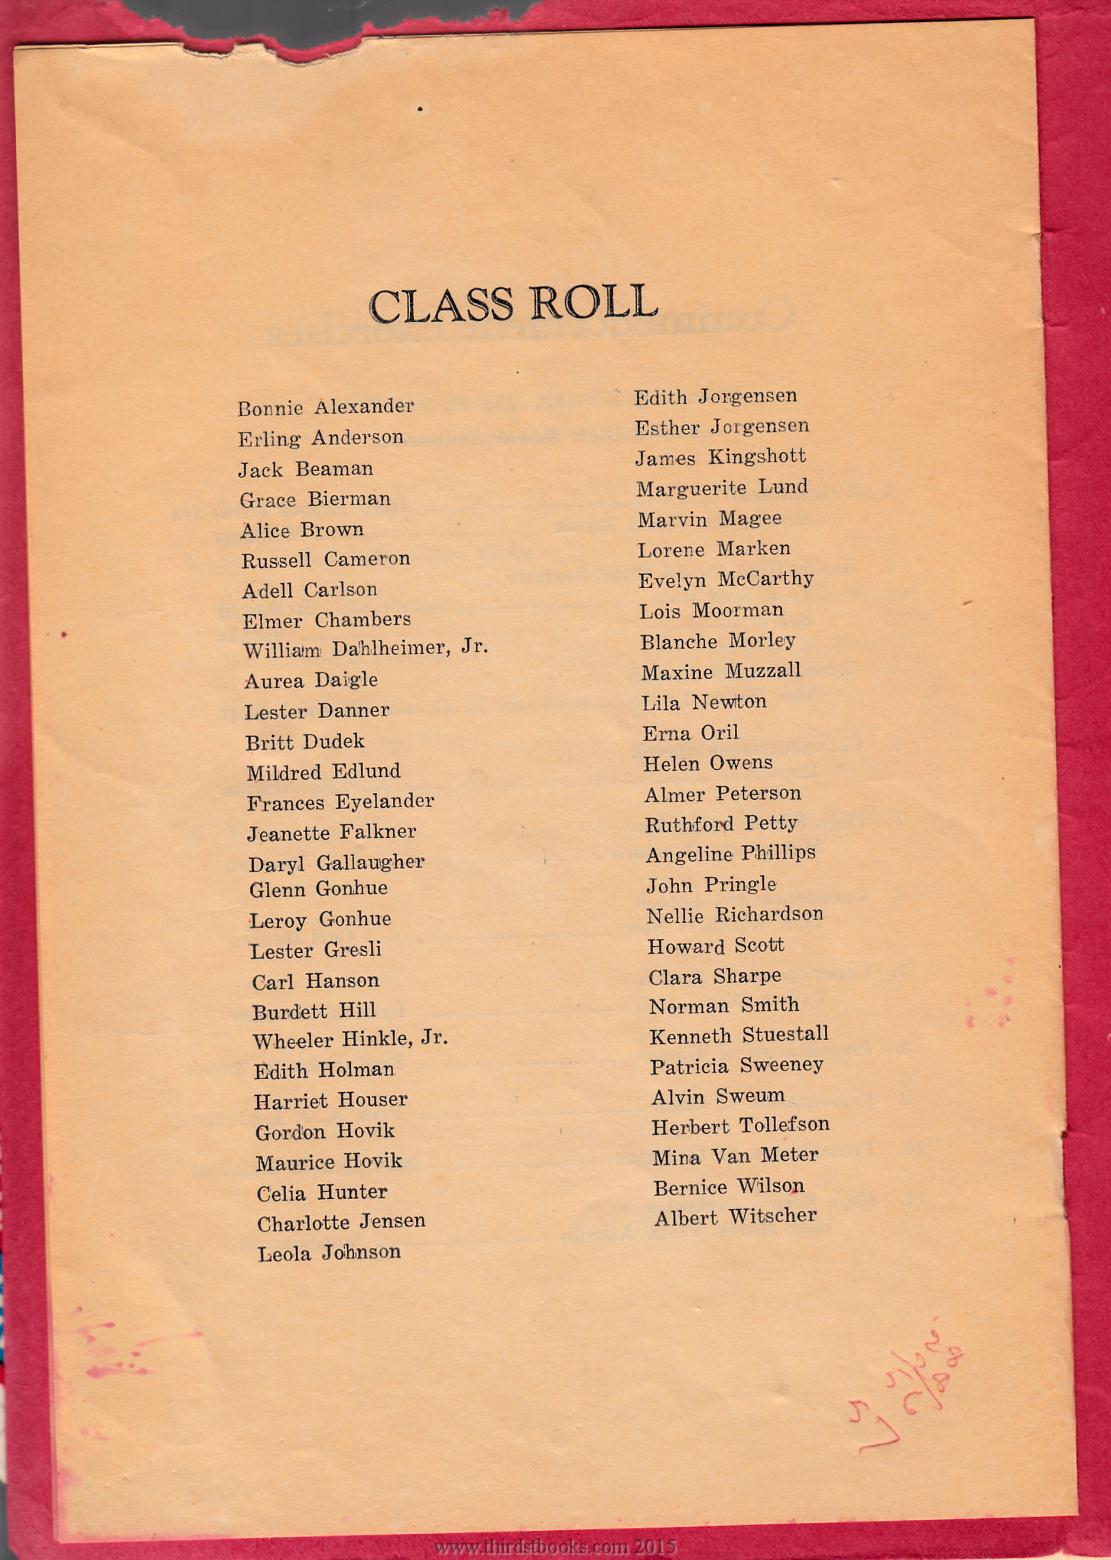 CLASS ROLL
Bonnie Alexander
Erling Anderson
Jack Beaman
Grace Bierman
Alice Brown
Russell Cameron
Adell Carlson
Elmer Chambers
William Dahlheimer, Jr.
Aurea Daigle
Lester Danner
Britt Dudek
Mildred Edlund
Frances Eyelander
Jeanette Falkner
Daryl Gallaugher
Glenn Gonhue
Leroy Gonhue
Lester Gresli
Carl Hanson
Burdett Hill
Wheeler Hinkle, Jr.
Edith Holman
Harriet Houser
Gordon Hovik
Maurice Hovik
Celia Hunter
Charlotte Jensen
Leola Johnson
Edith Jorgensen
Esther Jorgensen
James Kingshott
Marguerite Lund
Marvin Magee
Lorene Marken
Evelyn McCarthy
Lois Moorman
Blanche Morley
Maxine Muzzall
Lila Newton
Erna Oril
Helen Owens
Almer Peterson
Ruthford Petty
Angeline Phillips
John Pringle
Nellie Richardson
Howard Scott
Clara Sharpe
Norman Smith
Kenneth Stuestall
Patricia Sweeney
Alvin Sweum
Herbert Tollefson
Mina Van Meter
Bernice Wilson
Albert Witscher
www.thirdstbooks.com 2015